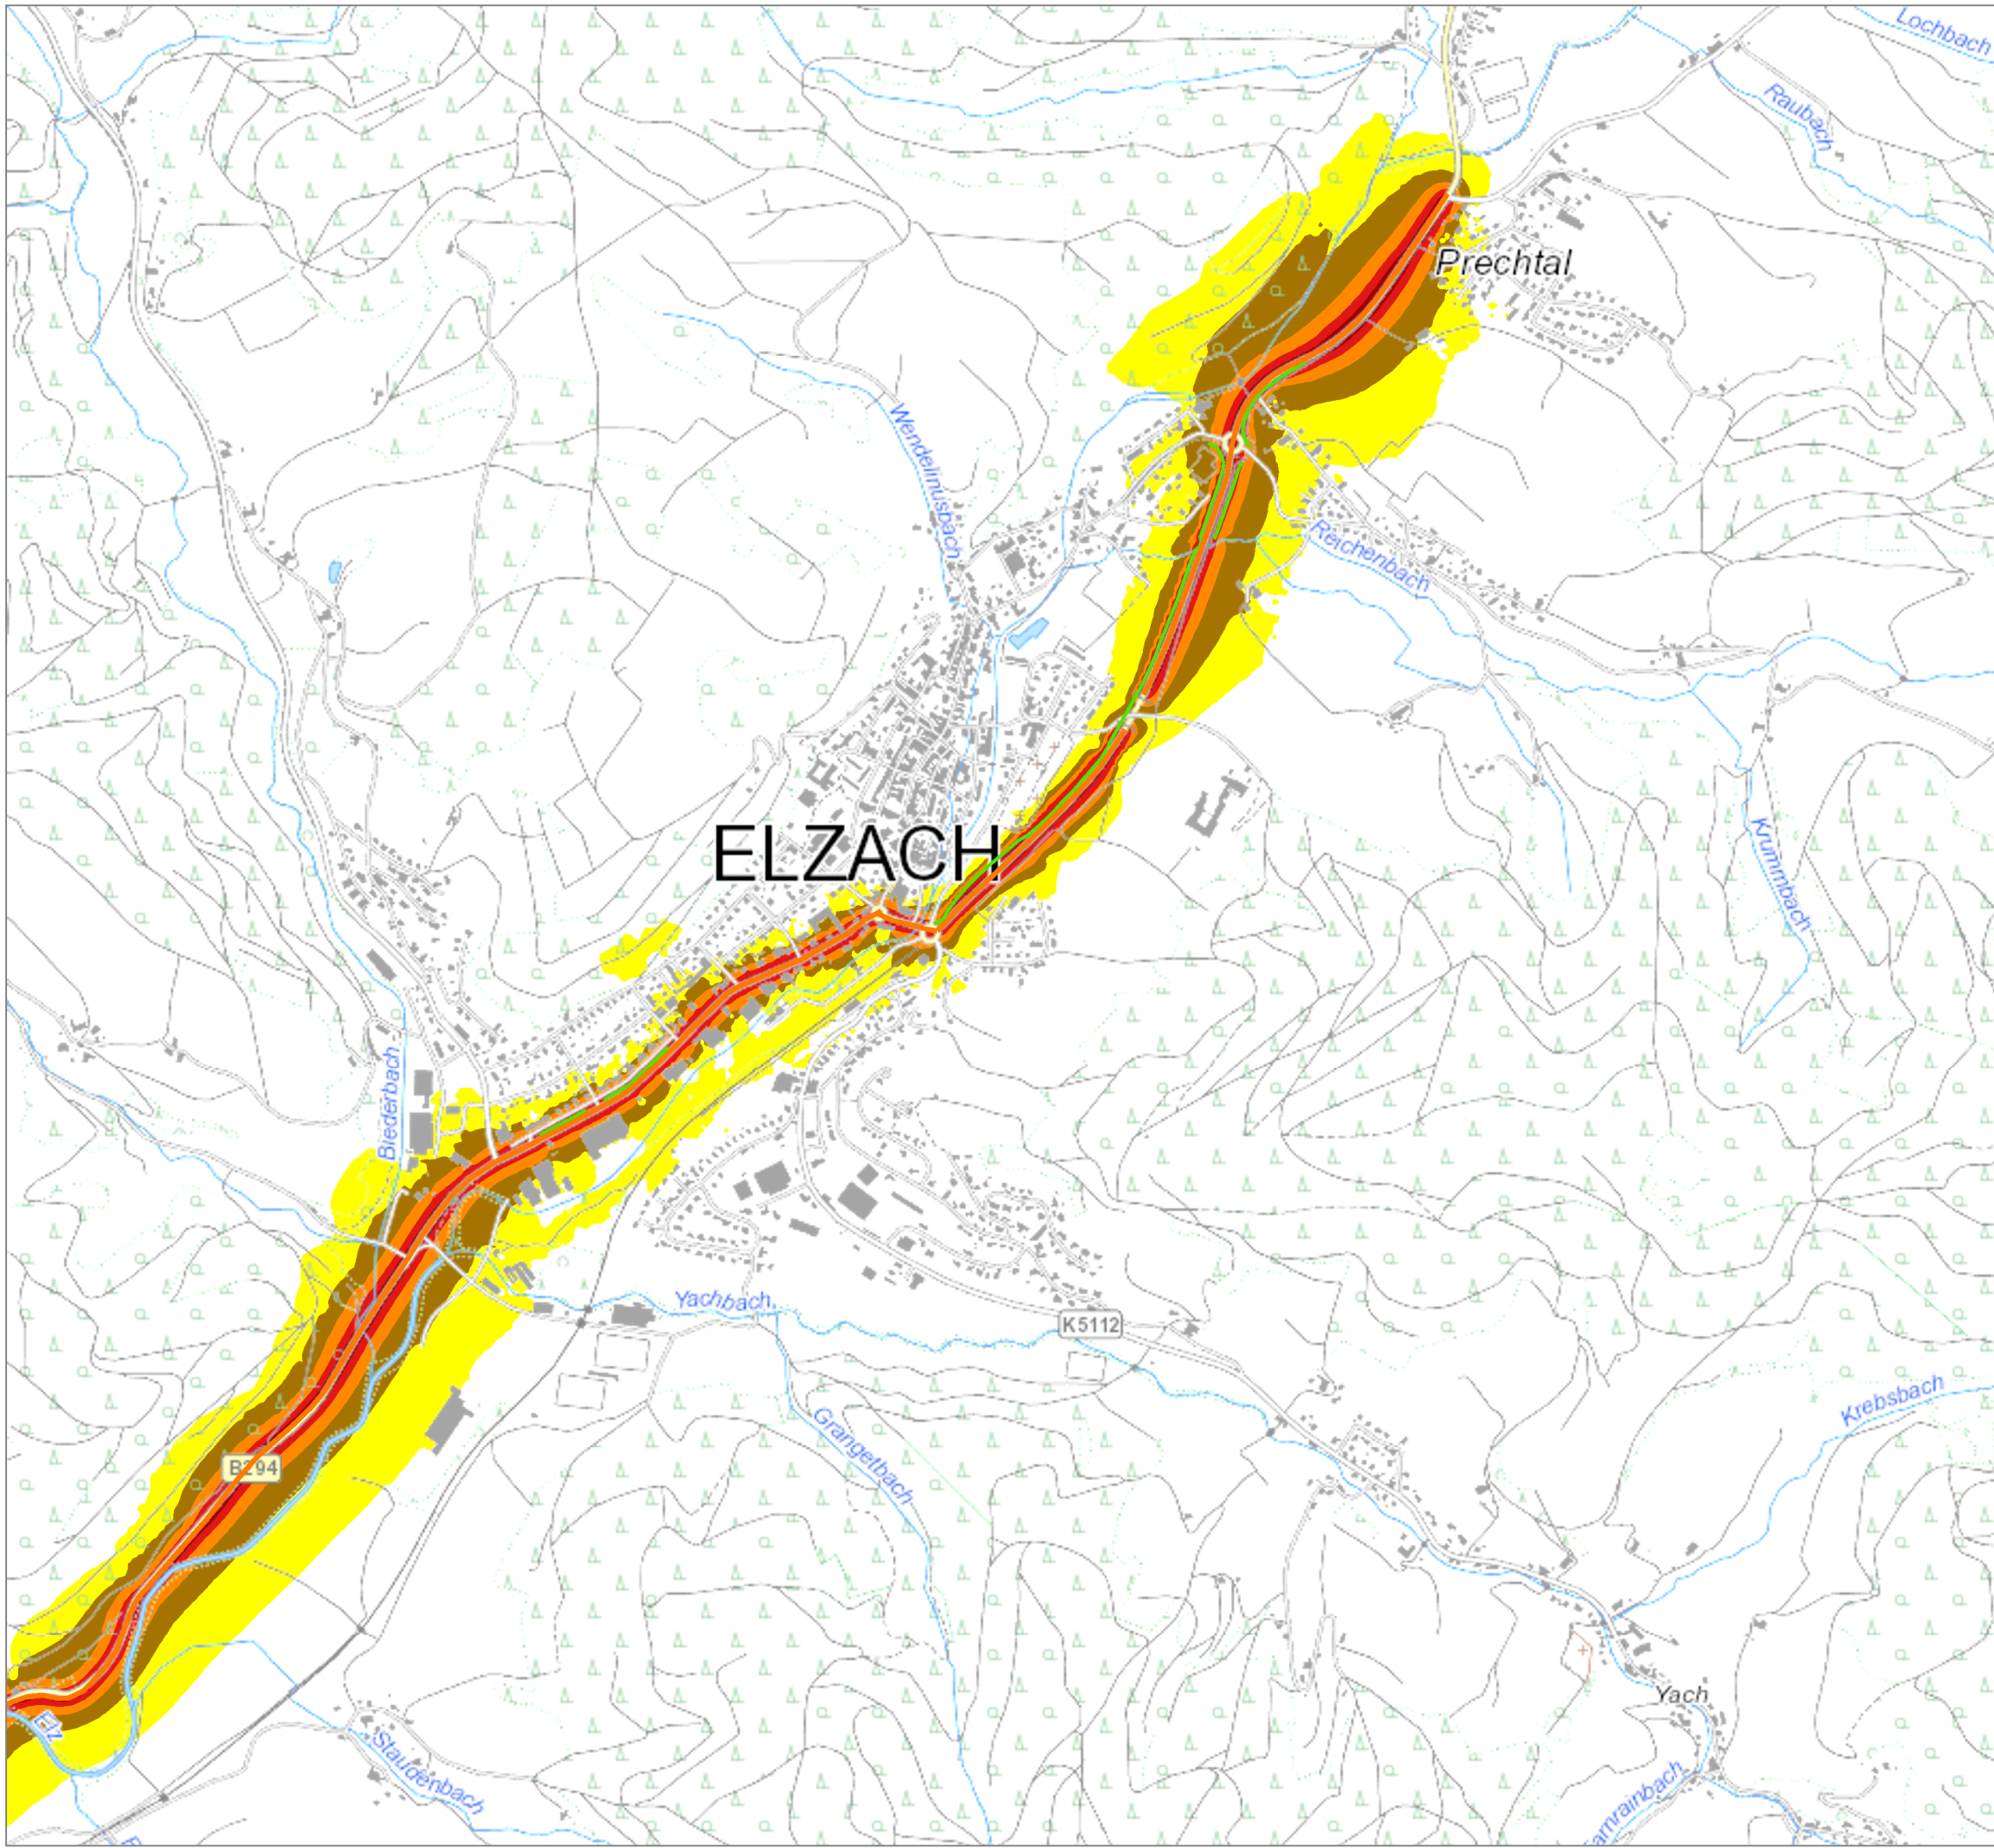 Lochbach
Raubach
Prechtal
Wendelinusbach
Reichenbach
ELZACH
Krummbach
Biederbach
Yachbach
K5112
Krebsbach
Grangetbach
B294
Yach
Elz
Staudenbach